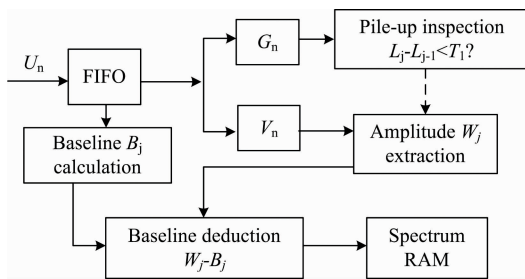 U_n
FIFO
G_n
Pile-up inspection
L_j-L_{j-1}<T_1?
V_n
Baseline B_j
calculation
Amplitude W_j
extraction
Baseline deduction
W_j-B_j
Spectrum
RAM